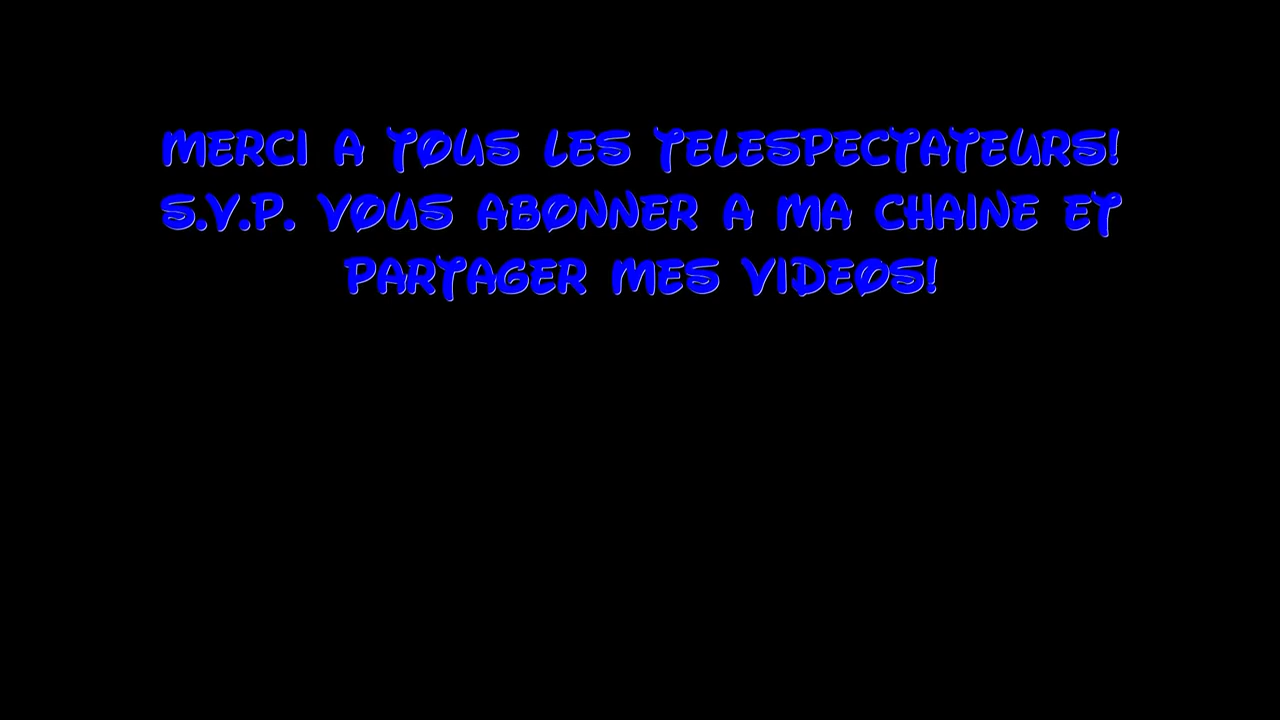 MERCI A TOUS LES TELESPECTATEURS!
S.V.P. VOUS ABONNER A MA CHAINE ET
PARTAGER MES VIDEOS!